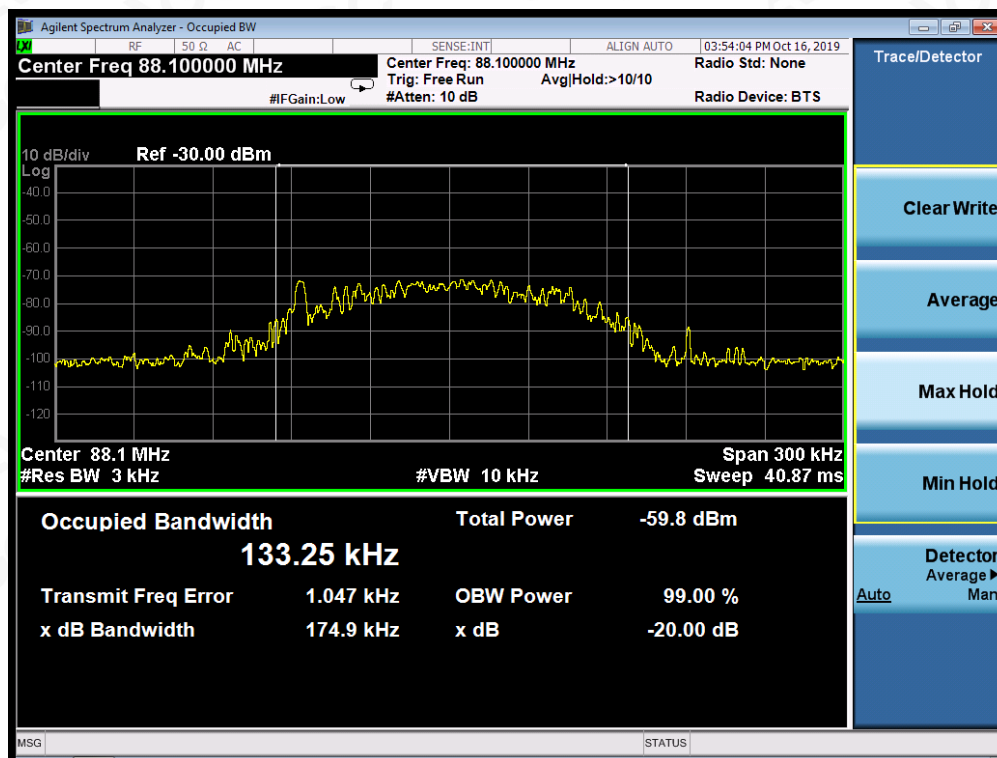 Agilent Spectrum Analyzer - Occupied BW
LXI RF 50 Ω AC SENSE:INT ALIGN AUTO 03:54:04 PM Oct 16, 2019
Center Freq 88.100000 MHz
Center Freq: 88.100000 MHz Radio Std: None
Trig: Free Run Avg|Hold:>10/10
#IFGain:Low #Atten: 10 dB Radio Device: BTS
10 dB/div Ref -30.00 dBm
Log
-40.0
-50.0
-60.0
-70.0
-80.0
-90.0
-100
-110
-120
Center 88.1 MHz Span 300 kHz
#Res BW 3 kHz #VBW 10 kHz Sweep 40.87 ms
Occupied Bandwidth Total Power -59.8 dBm
133.25 kHz
Transmit Freq Error 1.047 kHz OBW Power 99.00 %
x dB Bandwidth 174.9 kHz x dB -20.00 dB
MSG STATUS
Trace/Detector
Clear Write
Average
Max Hold
Min Hold
Detector
Average
Auto Man